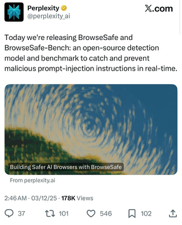 Perplexity
X.com
@perplexity_ai
Today we're releasing BrowseSafe and
BrowseSafe-Bench: an open-source detection
model and benchmark to catch and prevent
malicious prompt-injection instructions in real-time.
Building Safer AI Browsers with BrowseSafe
From perplexity.ai
2:46AM · 03/12/25 · 178K Views
37 101 546 102